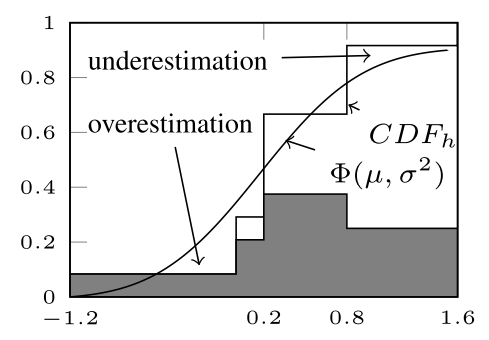 1
underestimation
0.8
overestimation
0.6
CDF_h
Φ(μ, σ²)
0.4
0.2
0
−1.2 0.2 0.8 1.6